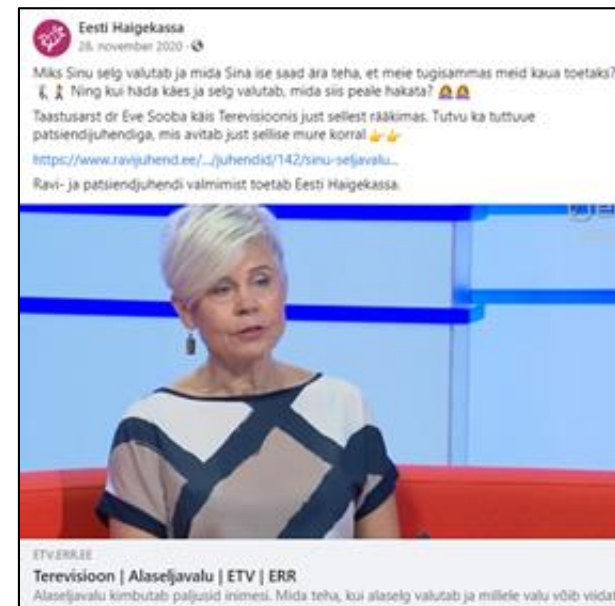 Eesti Haigekassa
28. november 2020
Miks Sinu selg valutab ja mida Sina ise saad ära teha, et meie tugisammas meid kaua toetaks?
Ning kui häda käes ja selg valutab, mida siis peale hakata?
Taastusarst dr Eve Sooba käis Terevisioonis just sellest rääkimas. Tutvu ka tuttuue
patsiendijuhendiga, mis avitab just sellise mure korral
https://www.ravijuhend.ee/.../juhendid/142/sinu-seljavalu...
Ravi- ja patsiendjuhendi valmimist toetab Eesti Haigekassa.
ETV.ERR.EE
Terevisioon | Alaseljavalu | ETV | ERR
Alaseljavalu kimbutab paljusid inimesi. Mida teha, kui alaselg valutab ja millele valu võib viidata